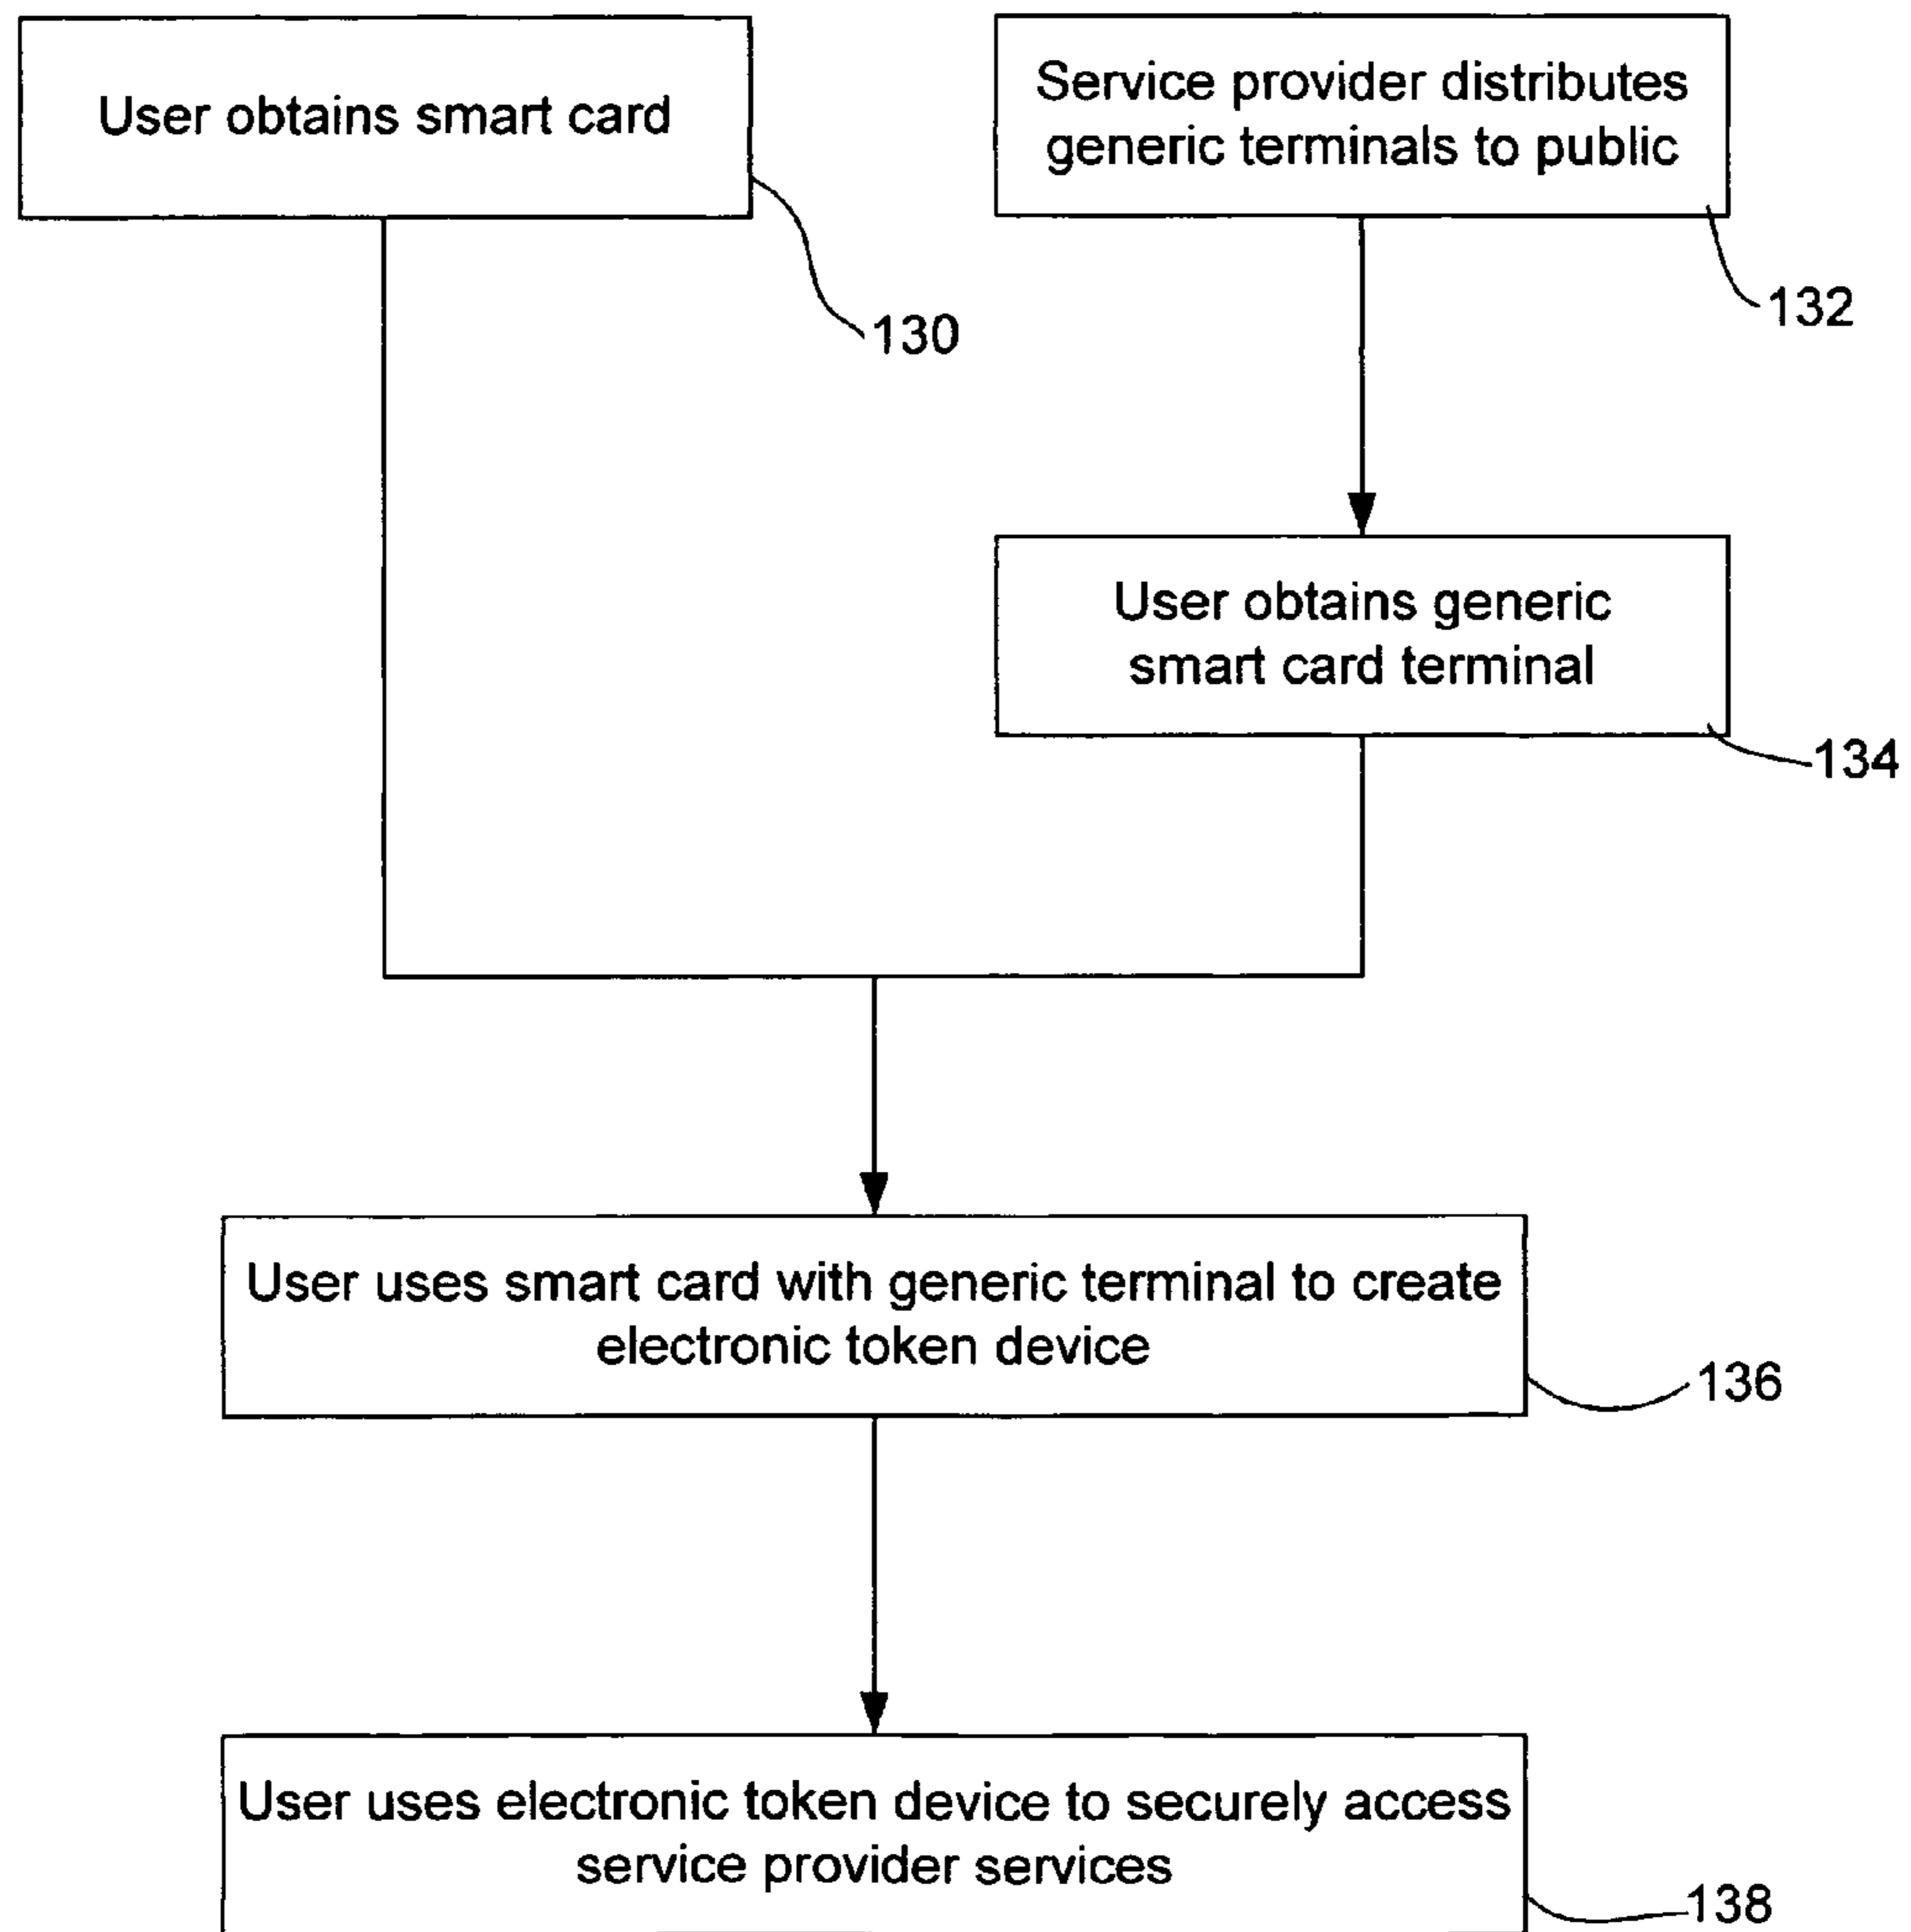 User obtains smart card
130
Service provider distributes
generic terminals to public
132
User obtains generic
smart card terminal
134
User uses smart card with generic terminal to create
electronic token device
136
User uses electronic token device to securely access
service provider services
138